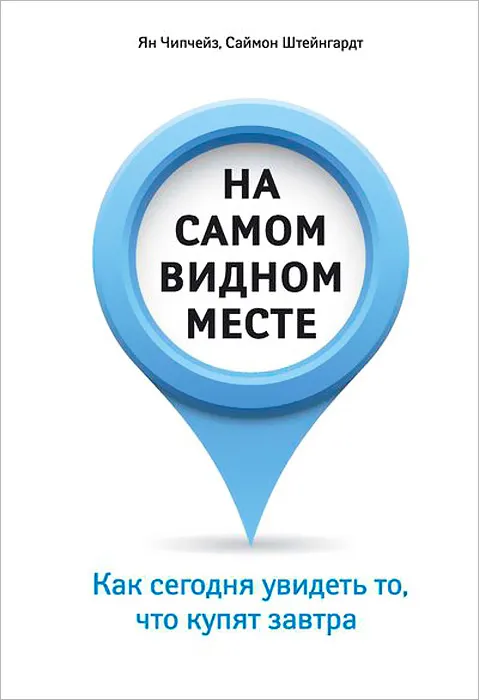 Ян Чипчейз, Саймон Штейнгардт
НА
САМОМ
ВИДНОМ
МЕСТЕ
Как сегодня увидеть то,
что купят завтра